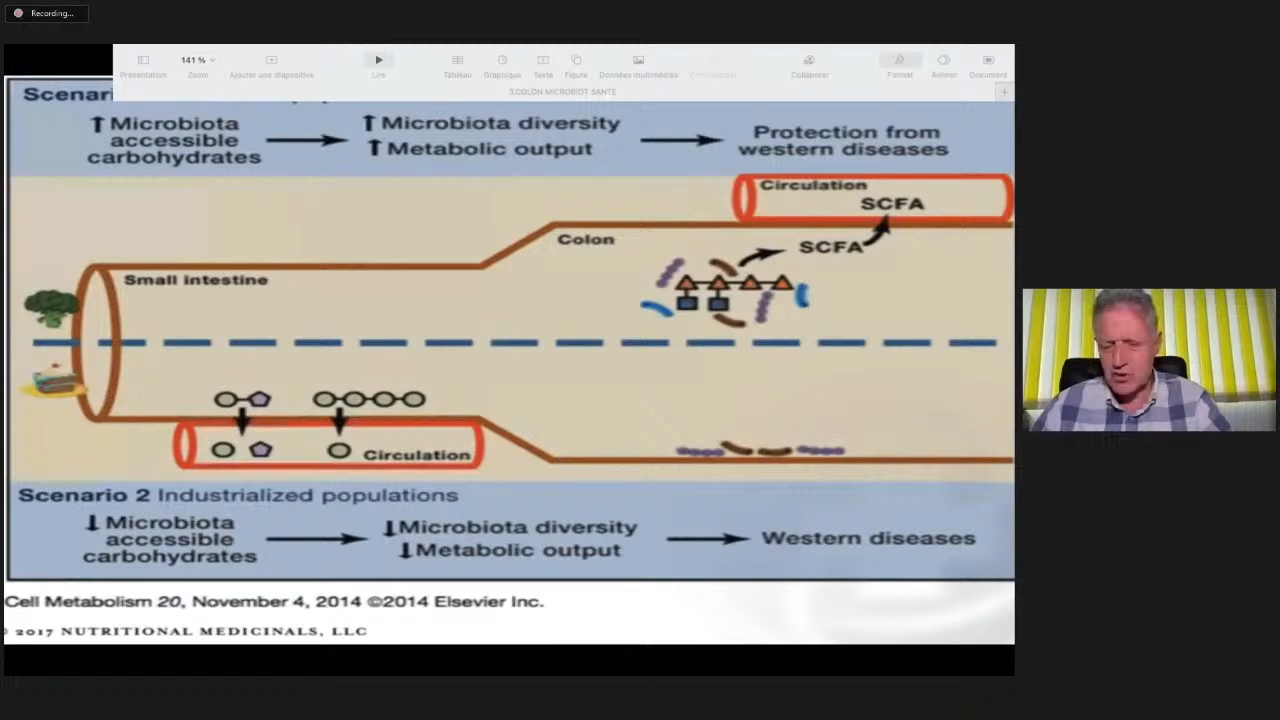 Recording...
141 %
Présentation Zoom Ajouter une diapositive Lire Tableau Graphique Texte Figure Données multimédias Collaborer Format Animer Document
3.COLON MICROBIOT SANTE
Scenari
↑ Microbiota
accessible
carbohydrates
↑ Microbiota diversity
↑ Metabolic output
Protection from
western diseases
Circulation
SCFA
Colon
SCFA
Small intestine
Circulation
Scenario 2 Industrialized populations
↓ Microbiota
accessible
carbohydrates
↓ Microbiota diversity
↓ Metabolic output
Western diseases
Cell Metabolism 20, November 4, 2014 ©2014 Elsevier Inc.
2017 NUTRITIONAL MEDICINALS, LLC